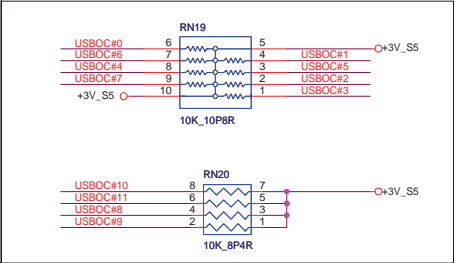 RN19
USBOC#0 6 5 +3V_S5
USBOC#6 7 4 USBOC#1
USBOC#4 8 3 USBOC#5
USBOC#7 9 2 USBOC#2
+3V_S5 10 1 USBOC#3
10K_10P8R
RN20
USBOC#10 8 7 +3V_S5
USBOC#11 6 5
USBOC#8 4 3
USBOC#9 2 1
10K_8P4R